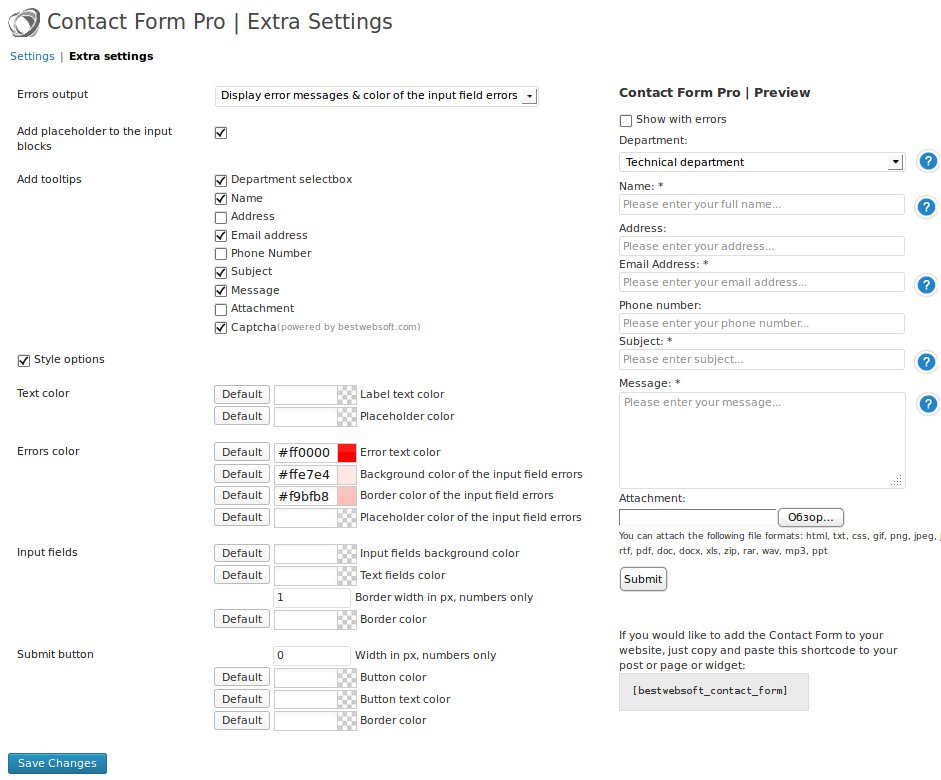 Contact Form Pro | Extra Settings
Settings | Extra settings
Errors output
Display error messages & color of the input field errors
Add placeholder to the input
blocks
Add tooltips
Department selectbox
Name
Address
Email address
Phone Number
Subject
Message
Attachment
Captcha(powered by bestwebsoft.com)
Style options
Text color
Default Label text color
Default Placeholder color
Errors color
Default #ff0000 Error text color
Default #ffe7e4 Background color of the input field errors
Default #f9bfb8 Border color of the input field errors
Default Placeholder color of the input field errors
Input fields
Default Input fields background color
Default Text fields color
1 Border width in px, numbers only
Default Border color
Submit button
0 Width in px, numbers only
Default Button color
Default Button text color
Default Border color
Save Changes
Contact Form Pro | Preview
Show with errors
Department:
Technical department
?
Name: *
Please enter your full name...
?
Address:
Please enter your address...
Email Address: *
Please enter your email address...
?
Phone number:
Please enter your phone number...
Subject: *
Please enter subject...
?
Message: *
Please enter your message...
?
Attachment:
Обзор...
You can attach the following file formats: html, txt, css, gif, png, jpeg,
rtf, pdf, doc, docx, xls, zip, rar, wav, mp3, ppt
Submit
If you would like to add the Contact Form to your
website, just copy and paste this shortcode to your
post or page or widget:
[bestwebsoft_contact_form]